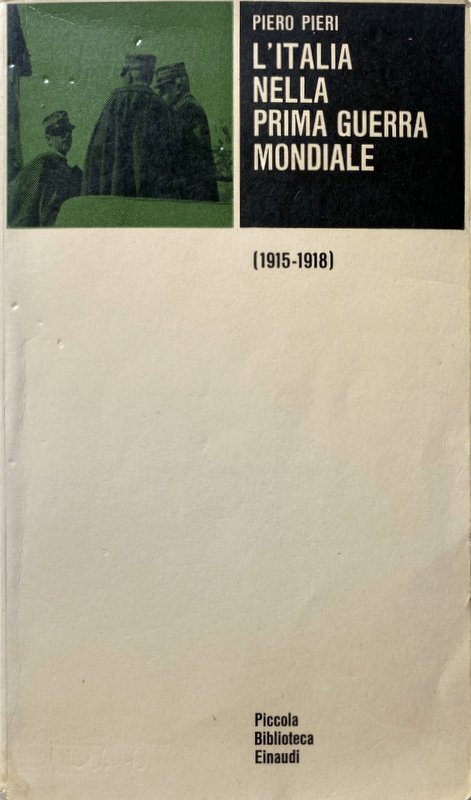 PIERO PIERI
L'ITALIA
NELLA
PRIMA GUERRA
MONDIALE
(1915-1918)
Piccola
Biblioteca
Einaudi